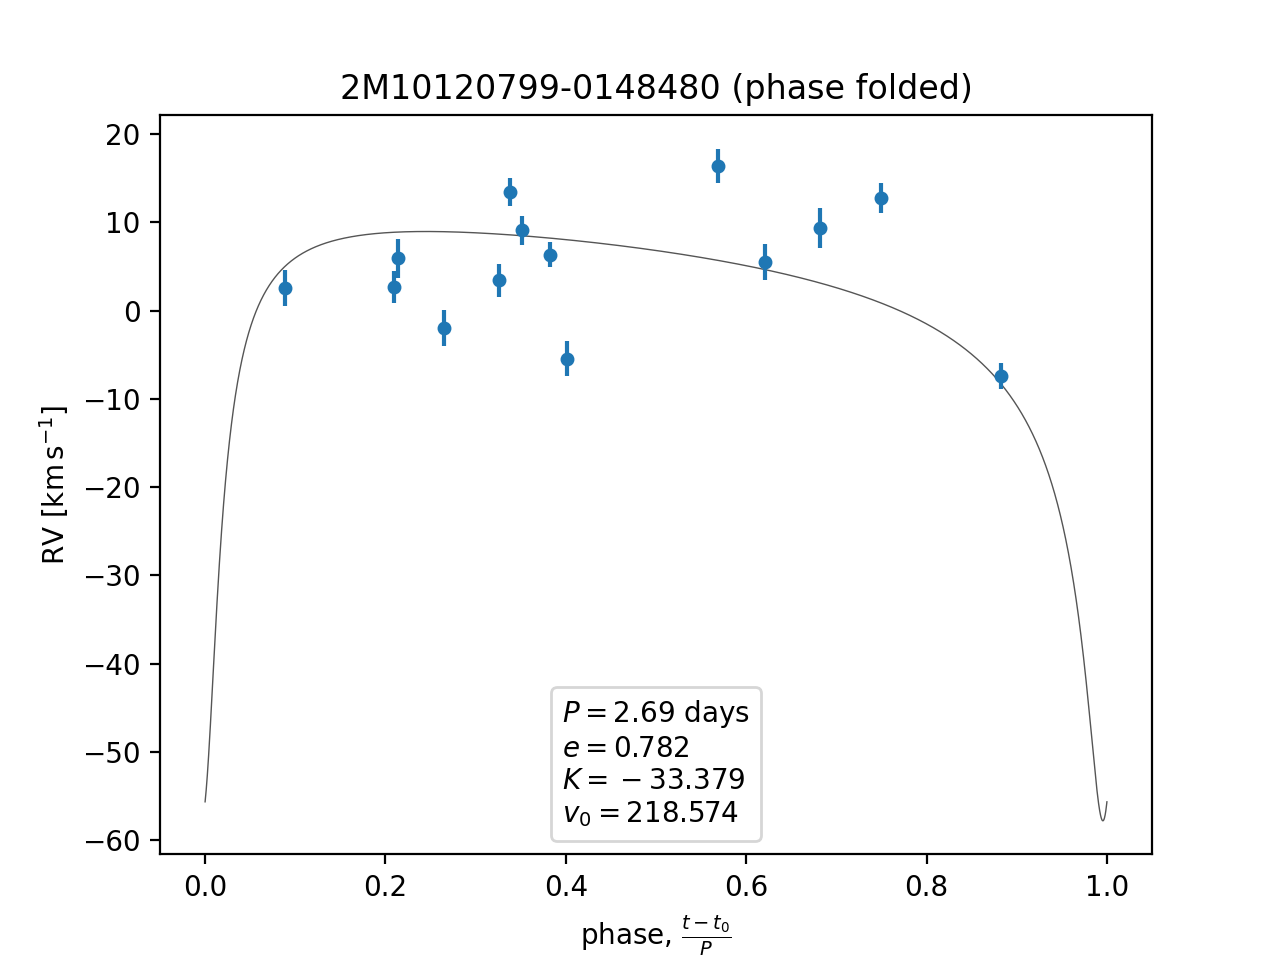 2M10120799-0148480 (phase folded)
20
10
0
−10
−20
−30
−40
−50
−60
RV [km s⁻¹]
P = 2.69 days
e = 0.782
K = − 33.379
v₀ = 218.574
0.0 0.2 0.4 0.6 0.8 1.0
phase, (t − t₀)/P